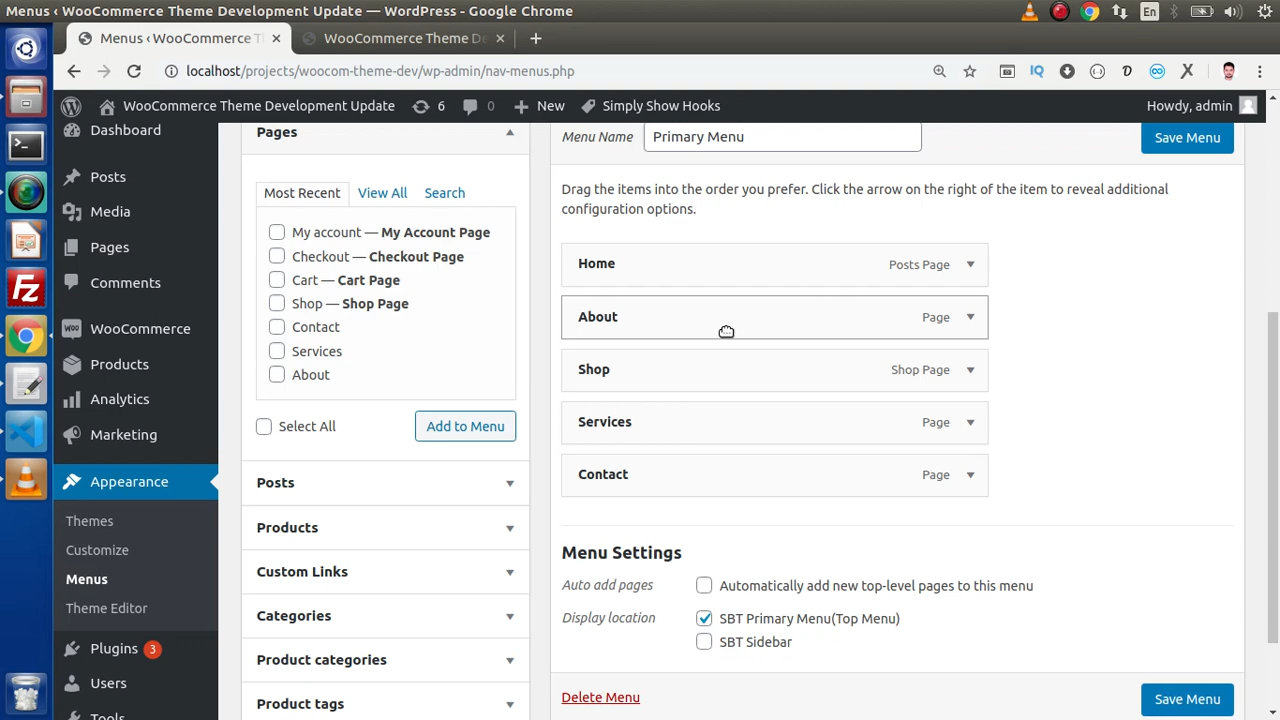 Menus ‹ WooCommerce Theme Development Update — WordPress - Google Chrome
En
Menus ‹ WooCommerce T
WooCommerce Theme De
localhost/projects/woocom-theme-dev/wp-admin/nav-menus.php
IQ
WooCommerce Theme Development Update
6
0
New
Simply Show Hooks
Howdy, admin
Dashboard
Posts
Media
Pages
Comments
WooCommerce
Products
Analytics
Marketing
Appearance
Themes
Customize
Menus
Theme Editor
Plugins 3
Users
Tools
Pages
Most Recent
View All
Search
My account — My Account Page
Checkout — Checkout Page
Cart — Cart Page
Shop — Shop Page
Contact
Services
About
Select All
Add to Menu
Posts
Products
Custom Links
Categories
Product categories
Product tags
Menu Name
Primary Menu
Save Menu
Drag the items into the order you prefer. Click the arrow on the right of the item to reveal additional
configuration options.
Home Posts Page
About Page
Shop Shop Page
Services Page
Contact Page
Menu Settings
Auto add pages
Automatically add new top-level pages to this menu
Display location
SBT Primary Menu(Top Menu)
SBT Sidebar
Delete Menu
Save Menu